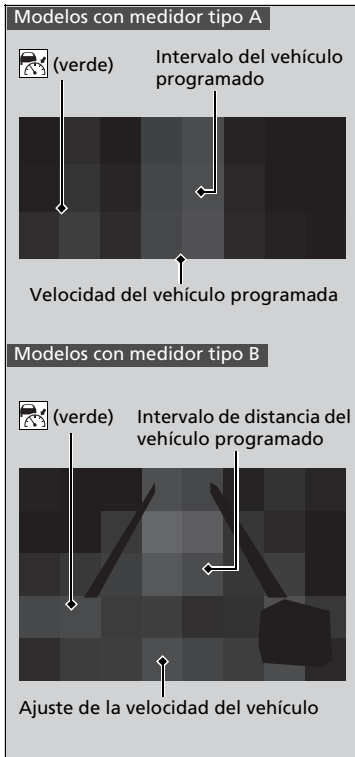 Modelos con medidor tipo A
(verde)
Intervalo del vehículo
programado
Velocidad del vehículo programada
Modelos con medidor tipo B
(verde)
Intervalo de distancia del
vehículo programado
Ajuste de la velocidad del vehículo